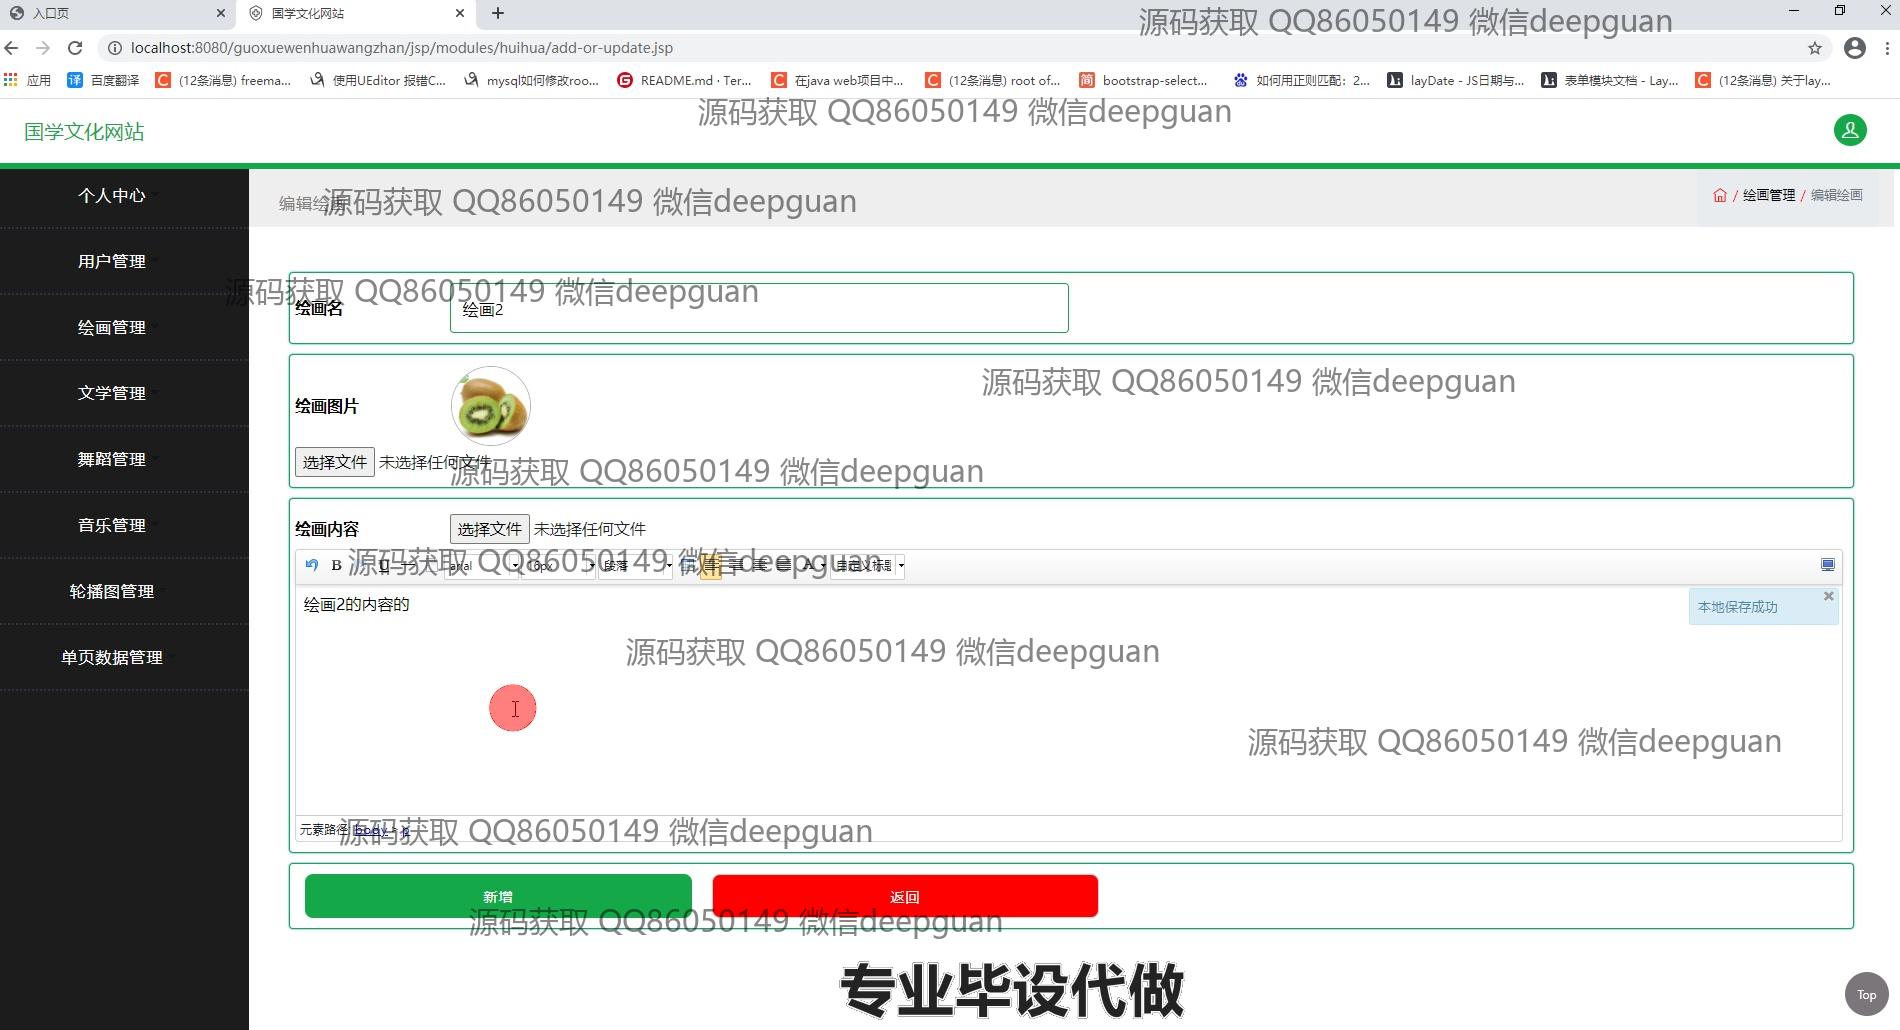 入口页
国学文化网站
源码获取 QQ86050149 微信deepguan
localhost:8080/guoxuewenhuawangzhan/jsp/modules/huihua/add-or-update.jsp
应用
百度翻译
(12条消息) freema...
使用UEditor 报错C...
mysql如何修改roo...
README.md · Ter...
在java web项目中...
(12条消息) root of...
bootstrap-select...
如何用正则匹配：2...
layDate - JS日期与...
表单模块文档 - Lay...
(12条消息) 关于lay...
源码获取 QQ86050149 微信deepguan
国学文化网站
个人中心
编辑绘画
源码获取 QQ86050149 微信deepguan
/ 绘画管理 / 编辑绘画
用户管理
源码获取 QQ86050149 微信deepguan
绘画名
绘画2
绘画管理
源码获取 QQ86050149 微信deepguan
文学管理
绘画图片
舞蹈管理
选择文件 未选择任何文件
源码获取 QQ86050149 微信deepguan
音乐管理
绘画内容
选择文件 未选择任何文件
源码获取 QQ86050149 微信deepguan
B U arial 16px 段落 A 自定义标题
轮播图管理
绘画2的内容的
本地保存成功
源码获取 QQ86050149 微信deepguan
单页数据管理
源码获取 QQ86050149 微信deepguan
元素路径 body > p
源码获取 QQ86050149 微信deepguan
新增
返回
源码获取 QQ86050149 微信deepguan
专业毕设代做
Top